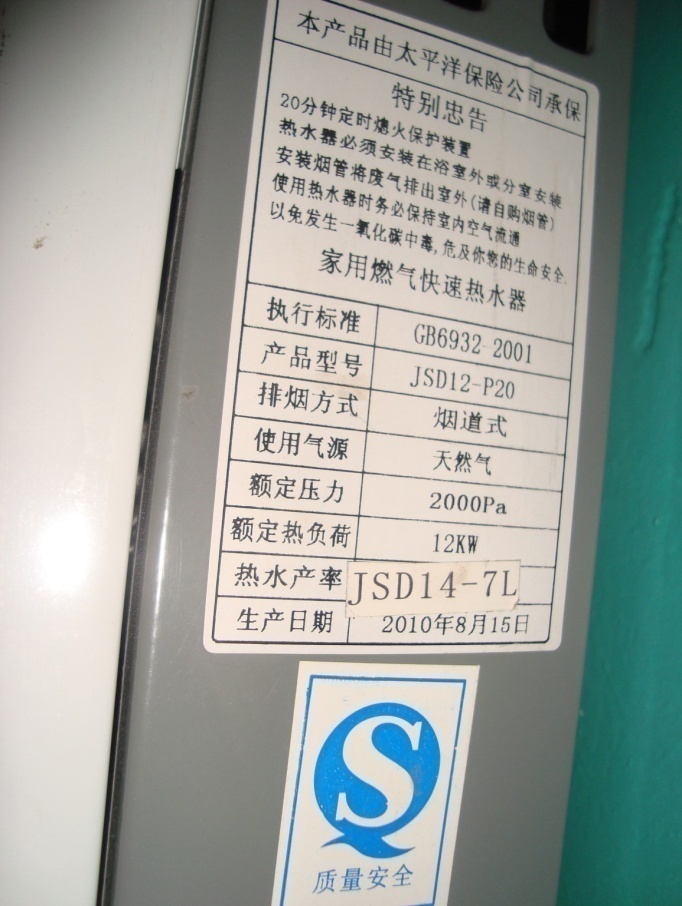 本产品由太平洋保险公司承保
特别忠告
20分钟定时熄火保护装置
热水器必须安装在浴室外或分室安装
安装烟管将废气排出室外(请自购烟管)
使用热水器时务必保持室内空气流通
以免发生一氧化碳中毒,危及你您的生命安全.
家用燃气快速热水器
执行标准 GB6932-2001
产品型号 JSD12-P20
排烟方式 烟道式
使用气源 天然气
额定压力 2000Pa
额定热负荷 12KW
热水产率 JSD14-7L
生产日期 2010年8月15日
S
质量安全